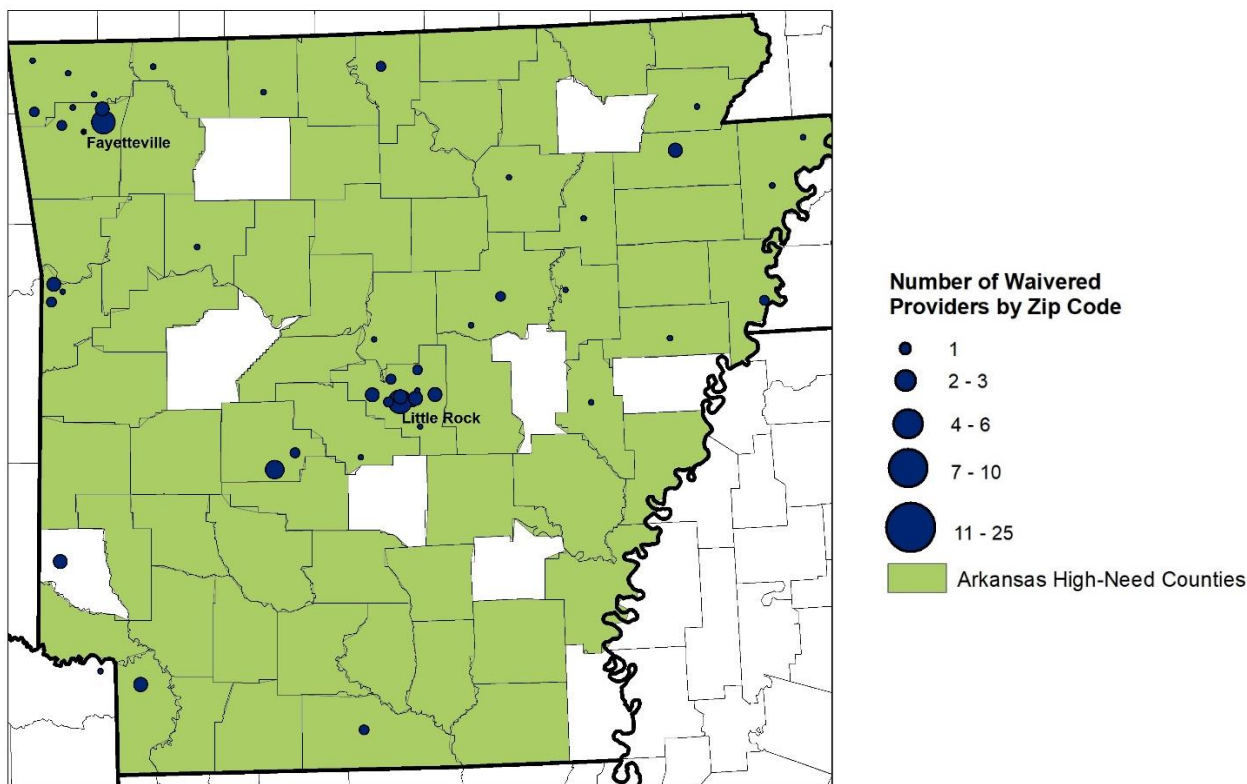 Fayetteville
Little Rock
Number of Waivered
Providers by Zip Code
1
2 - 3
4 - 6
7 - 10
11 - 25
Arkansas High-Need Counties